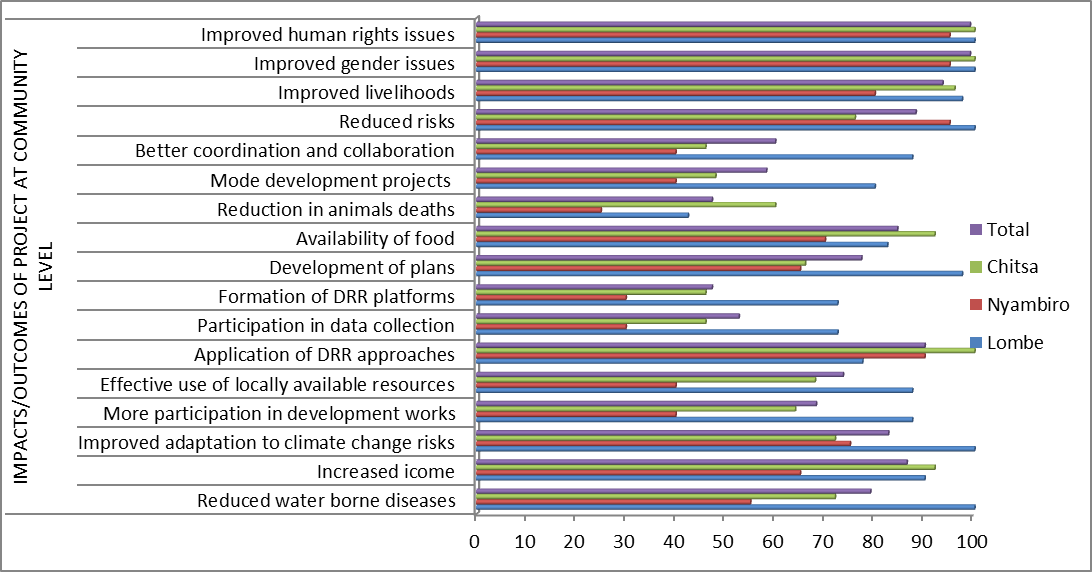 IMPACTS/OUTCOMES OF PROJECT AT COMMUNITY
LEVEL
Improved human rights issues
Improved gender issues
Improved livelihoods
Reduced risks
Better coordination and collaboration
Mode development projects
Reduction in animals deaths
Availability of food
Development of plans
Formation of DRR platforms
Participation in data collection
Application of DRR approaches
Effective use of locally available resources
More participation in development works
Improved adaptation to climate change risks
Increased icome
Reduced water borne diseases
0 10 20 30 40 50 60 70 80 90 100
Total
Chitsa
Nyambiro
Lombe